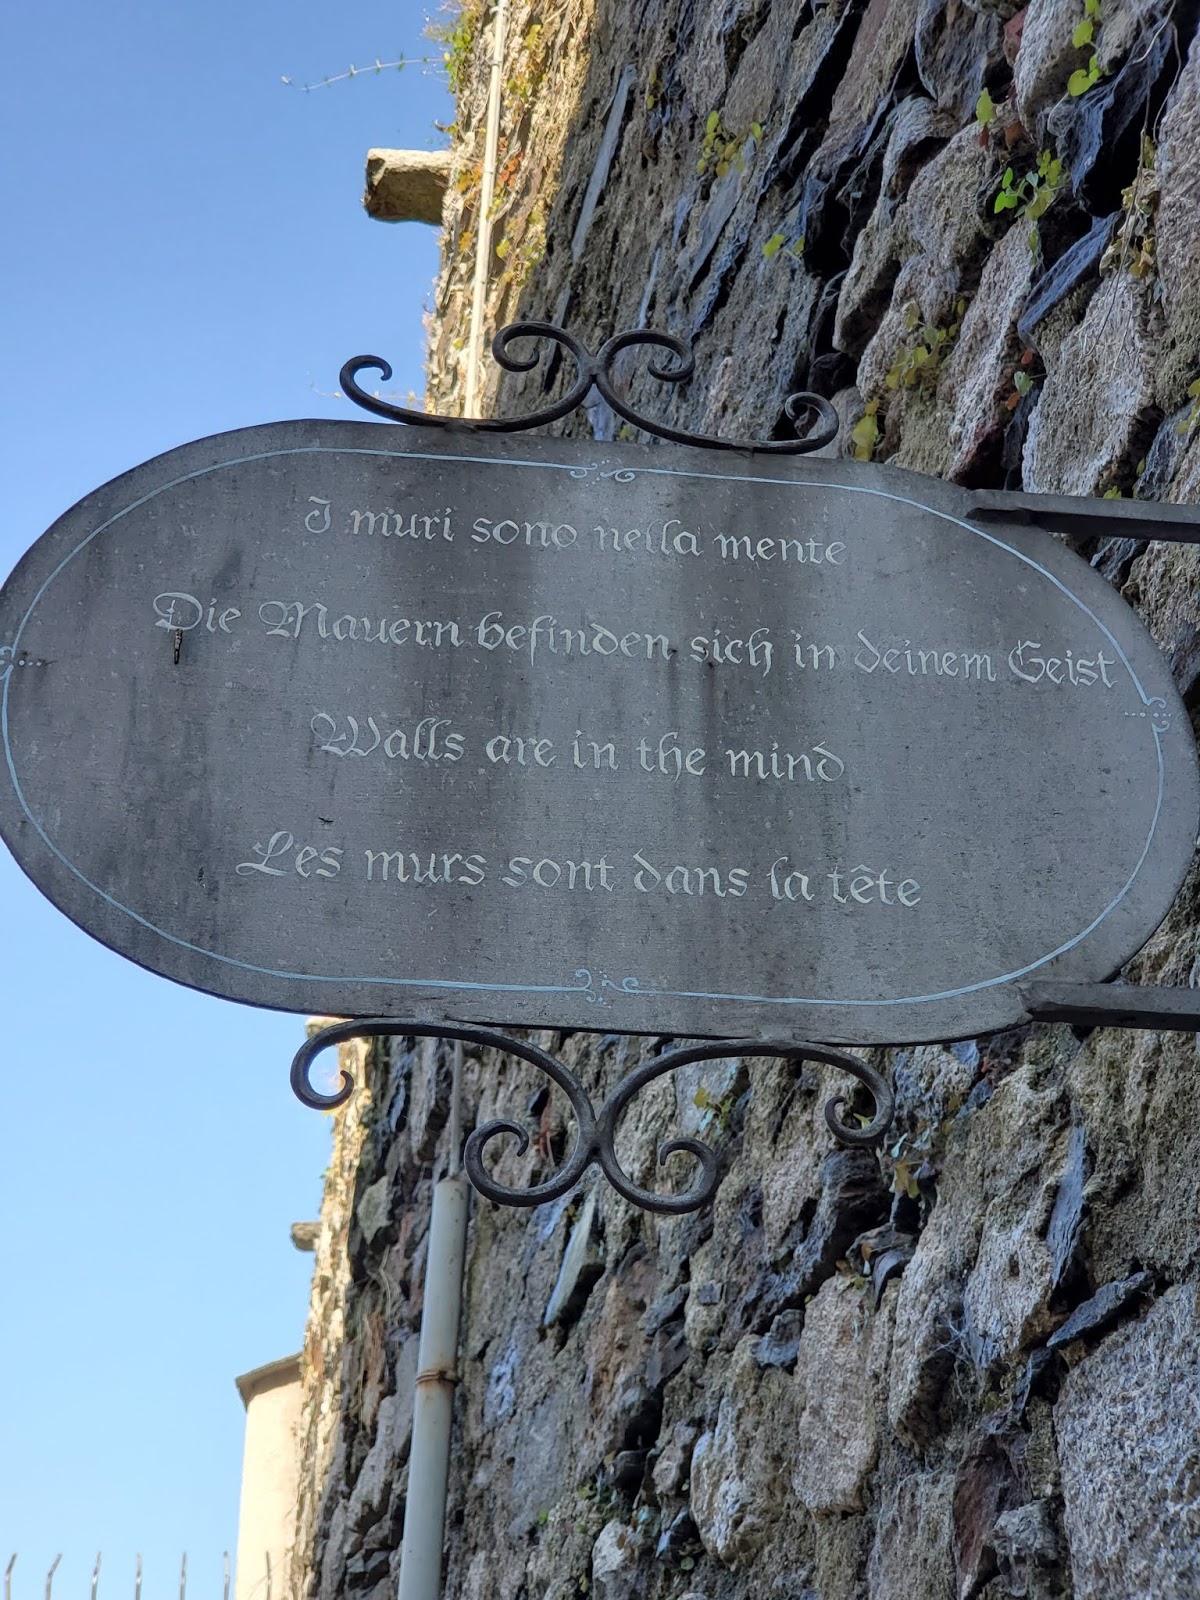 I muri sono nella mente
Die Mauern befinden sich in deinem Geist
Walls are in the mind
Les murs sont dans la tête